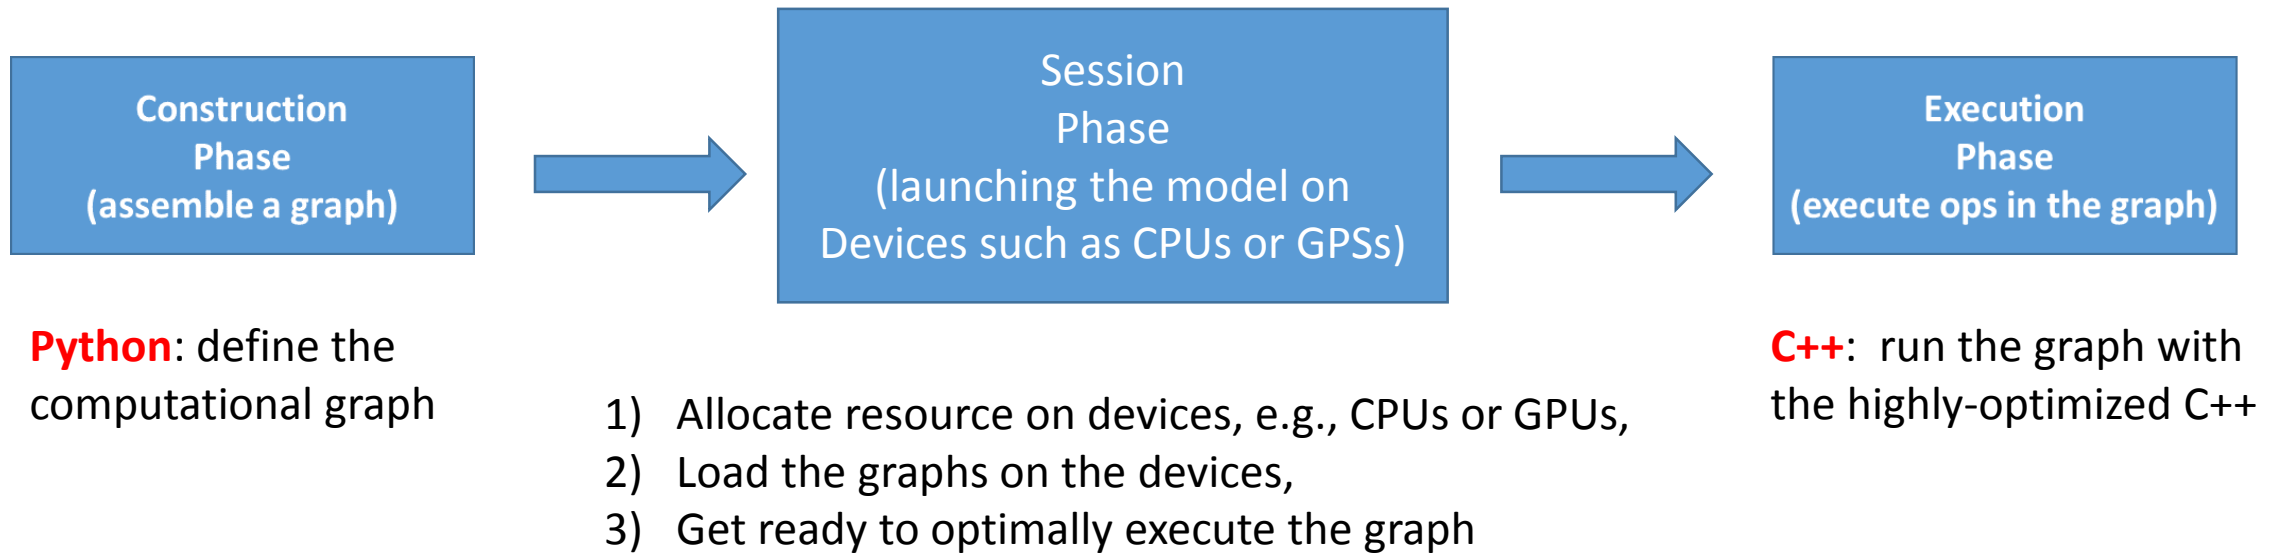 Construction
Phase
(assemble a graph)
Session
Phase
(launching the model on
Devices such as CPUs or GPSs)
Execution
Phase
(execute ops in the graph)
Python: define the
computational graph
1) Allocate resource on devices, e.g., CPUs or GPUs,
2) Load the graphs on the devices,
3) Get ready to optimally execute the graph
C++: run the graph with
the highly-optimized C++